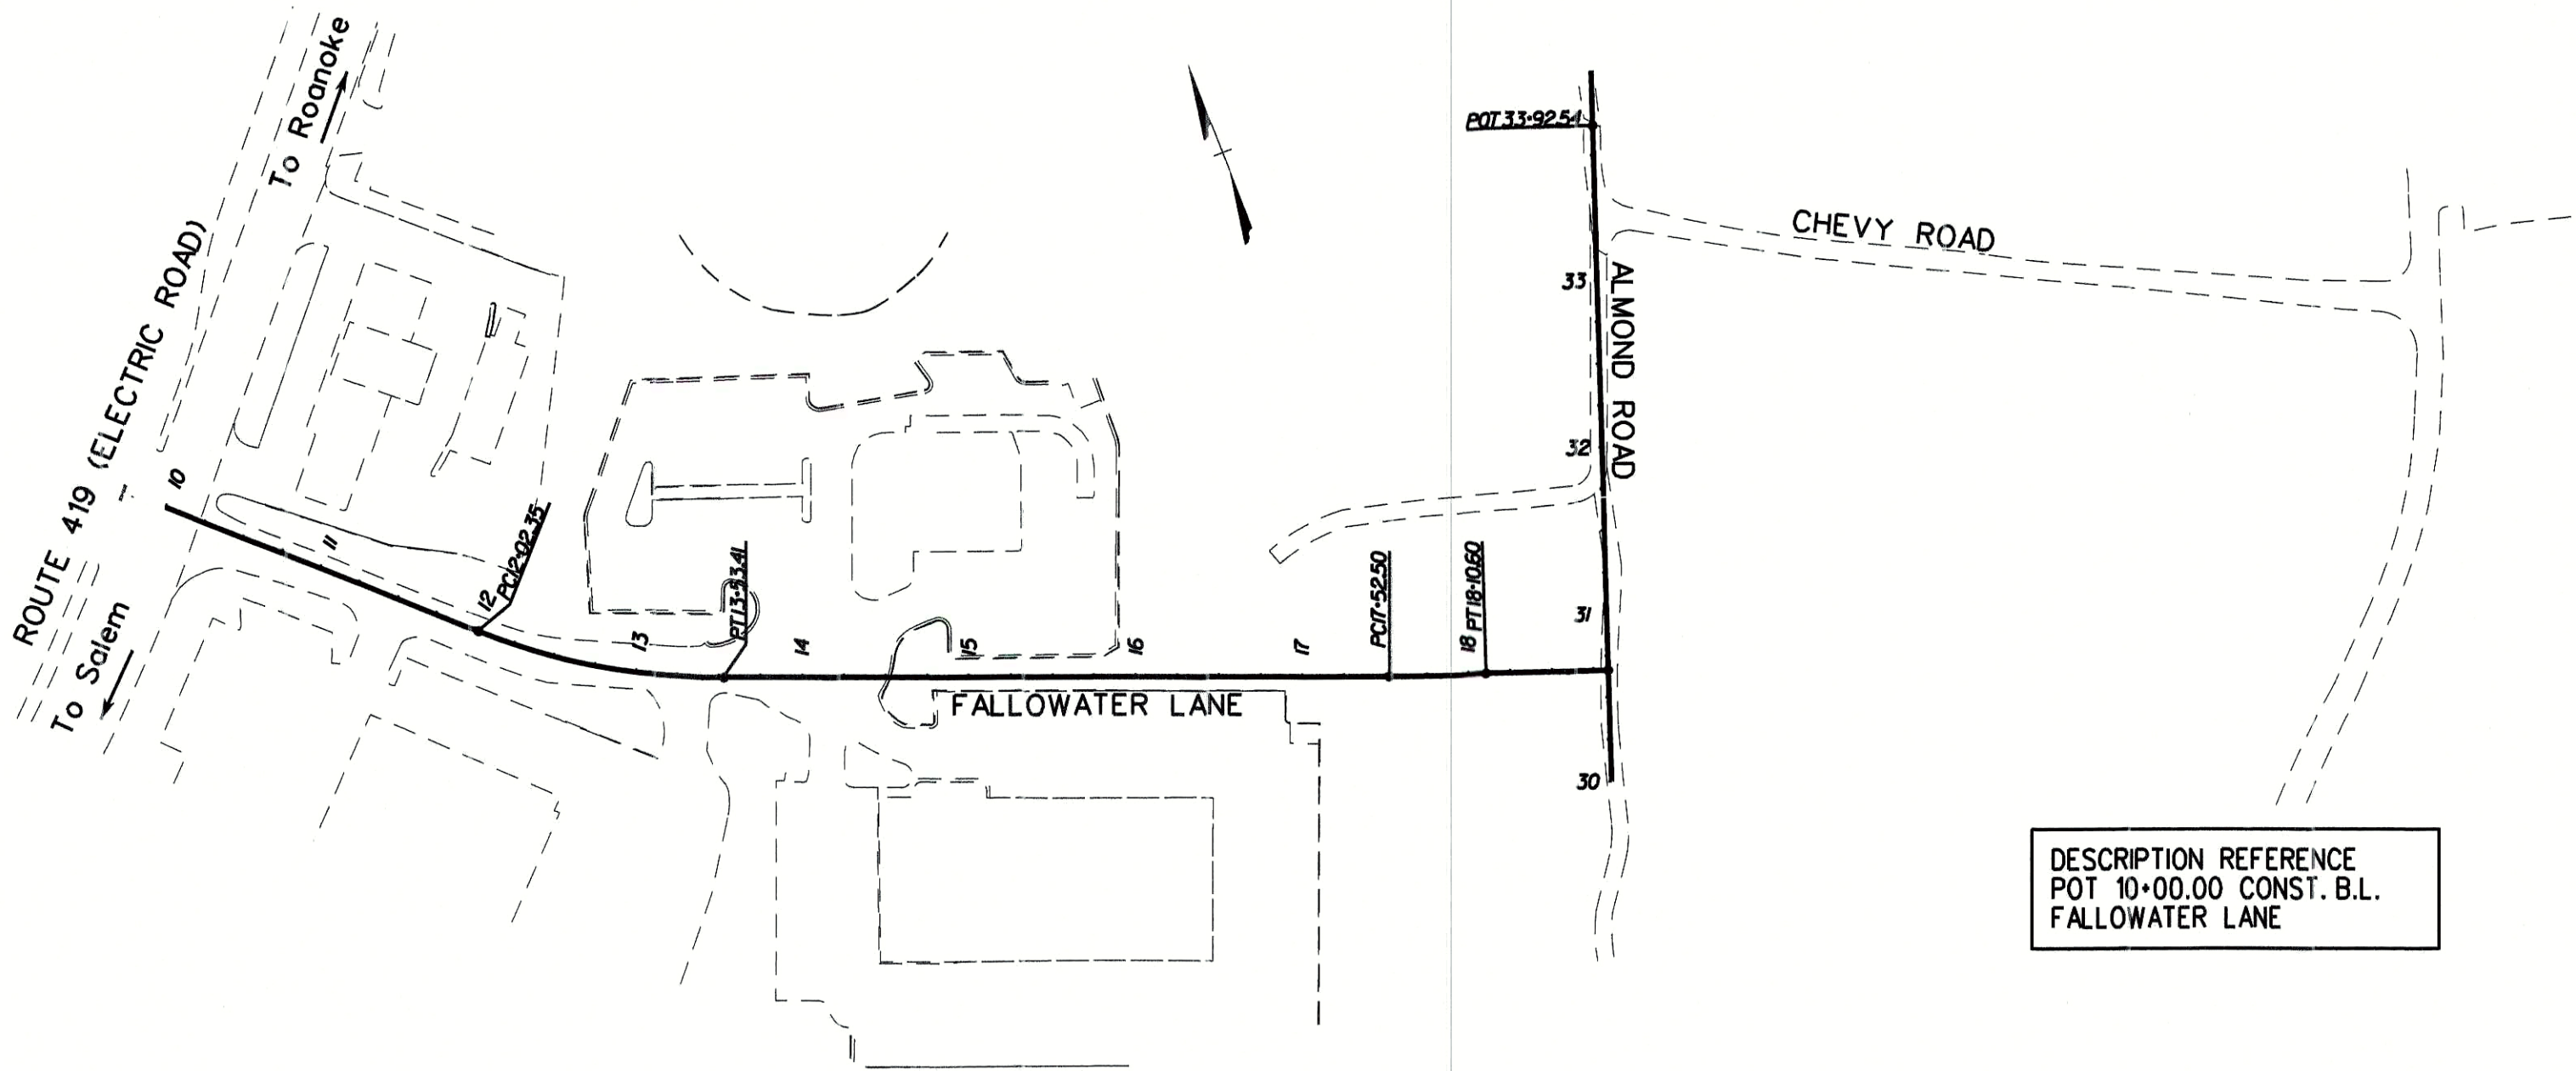 To Roanoke
ROUTE 419 (ELECTRIC ROAD)
To Salem
10
11
12
PC12+02.35
13
PT13+53.41
14
15
16
17
PC17+52.50
18
PT18+10.60
FALLOWATER LANE
POT33+92.54
33
32
31
30
ALMOND ROAD
CHEVY ROAD
DESCRIPTION REFERENCE
POT 10+00.00 CONST. B.L.
FALLOWATER LANE